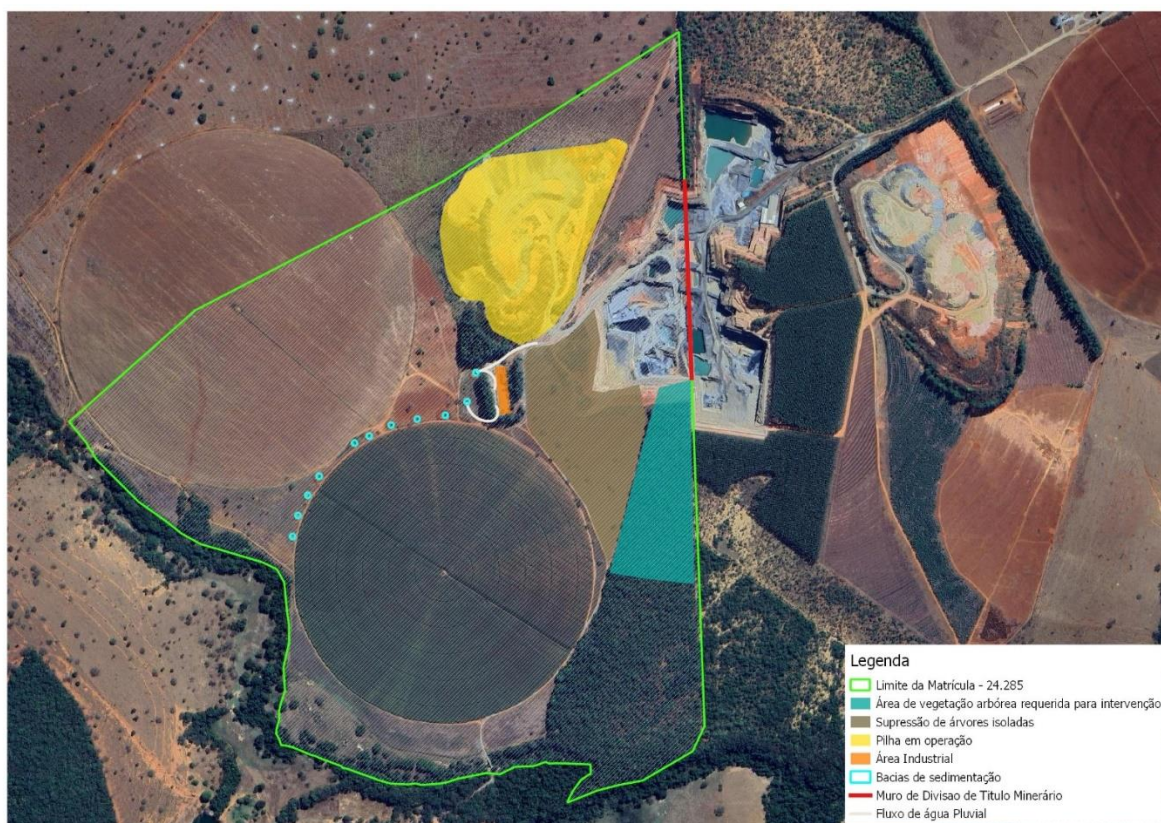 Legenda
Limite da Matrícula - 24.285
Área de vegetação arbórea requerida para intervenção
Supressão de árvores isoladas
Pilha em operação
Área Industrial
Bacias de sedimentação
Muro de Divisao de Titulo Minerário
Fluxo de água Pluvial